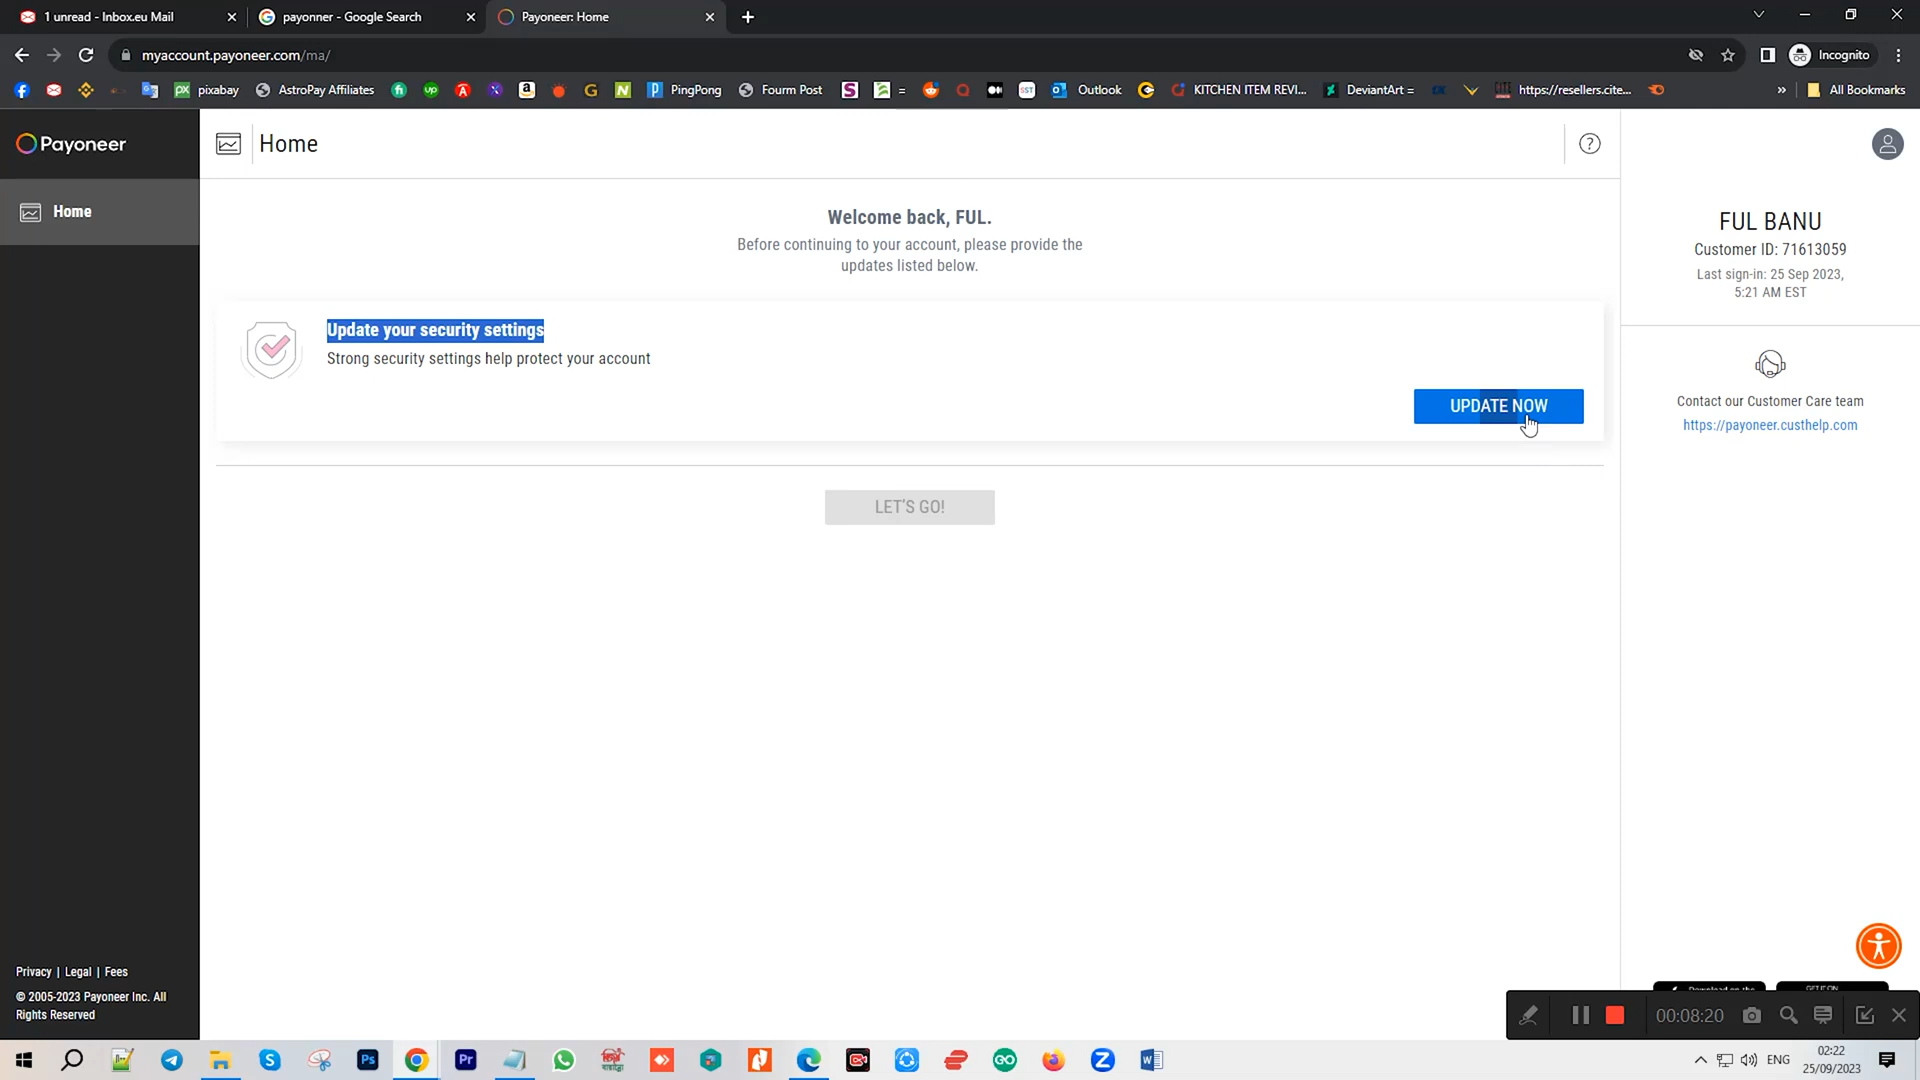 1 unread - Inbox.eu Mail
payonner - Google Search
Payoneer: Home
myaccount.payoneer.com/ma/
Incognito
pixabay
AstroPay Affiliates
PingPong
Fourm Post
=
Outlook
KITCHEN ITEM REVI...
DeviantArt =
https://resellers.cite...
»
All Bookmarks
Payoneer
Home
Home
Welcome back, FUL.
Before continuing to your account, please provide the
updates listed below.
Update your security settings
Strong security settings help protect your account
UPDATE NOW
LET'S GO!
FUL BANU
Customer ID: 71613059
Last sign-in: 25 Sep 2023,
5:21 AM EST
Contact our Customer Care team
https://payoneer.custhelp.com
Privacy | Legal | Fees
© 2005-2023 Payoneer Inc. All
Rights Reserved
00:08:20
Ps
Pr
ENG
02:22
25/09/2023